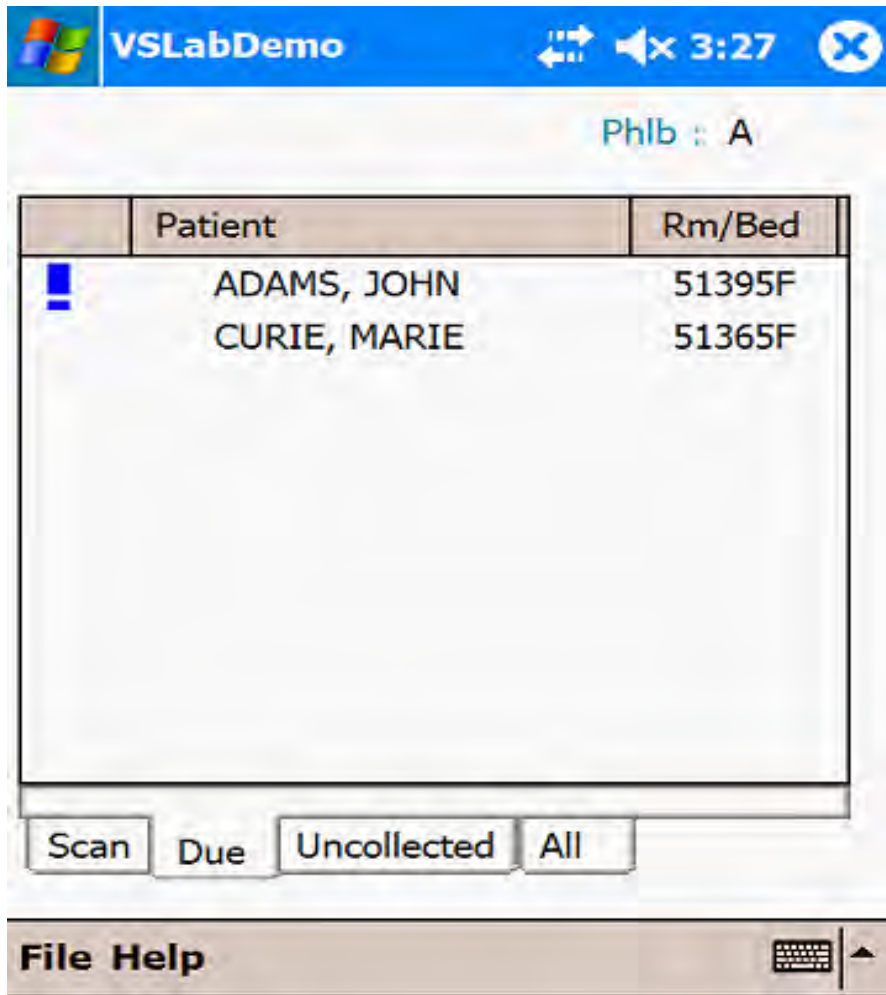 VSLabDemo 3:27
Phlb : A
Patient Rm/Bed
ADAMS, JOHN 51395F
CURIE, MARIE 51365F
Scan Due Uncollected All
File Help